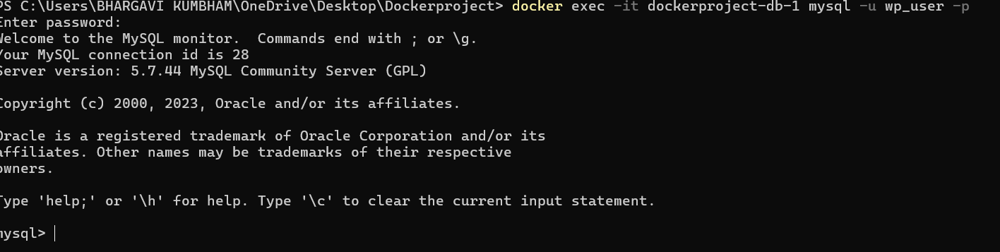 PS C:\Users\BHARGAVI KUMBHAM\OneDrive\Desktop\Dockerproject> docker exec -it dockerproject-db-1 mysql -u wp_user -p
Enter password:
Welcome to the MySQL monitor.  Commands end with ; or \g.
Your MySQL connection id is 28
Server version: 5.7.44 MySQL Community Server (GPL)

Copyright (c) 2000, 2023, Oracle and/or its affiliates.

Oracle is a registered trademark of Oracle Corporation and/or its
affiliates. Other names may be trademarks of their respective
owners.

Type 'help;' or '\h' for help. Type '\c' to clear the current input statement.

mysql>